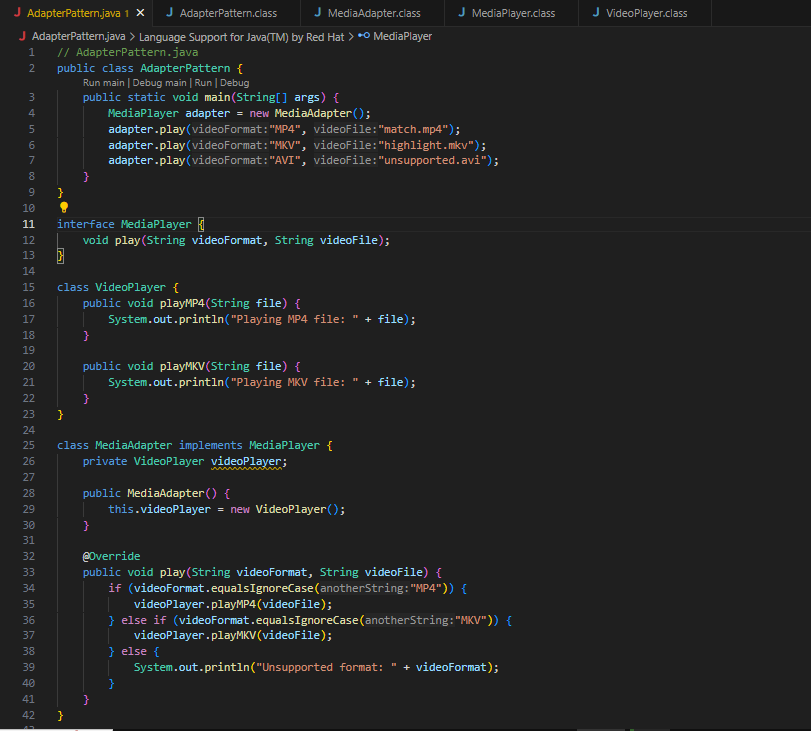 AdapterPattern.java 1 AdapterPattern.class MediaAdapter.class MediaPlayer.class VideoPlayer.class
AdapterPattern.java > Language Support for Java(TM) by Red Hat > MediaPlayer
1 // AdapterPattern.java
2 public class AdapterPattern {
Run main | Debug main | Run | Debug
3 public static void main(String[] args) {
4 MediaPlayer adapter = new MediaAdapter();
5 adapter.play(videoFormat:"MP4", videoFile:"match.mp4");
6 adapter.play(videoFormat:"MKV", videoFile:"highlight.mkv");
7 adapter.play(videoFormat:"AVI", videoFile:"unsupported.avi");
8 }
9 }
10
11 interface MediaPlayer {
12 void play(String videoFormat, String videoFile);
13 }
14
15 class VideoPlayer {
16 public void playMP4(String file) {
17 System.out.println("Playing MP4 file: " + file);
18 }
19
20 public void playMKV(String file) {
21 System.out.println("Playing MKV file: " + file);
22 }
23 }
24
25 class MediaAdapter implements MediaPlayer {
26 private VideoPlayer videoPlayer;
27
28 public MediaAdapter() {
29 this.videoPlayer = new VideoPlayer();
30 }
31
32 @Override
33 public void play(String videoFormat, String videoFile) {
34 if (videoFormat.equalsIgnoreCase(anotherString:"MP4")) {
35 videoPlayer.playMP4(videoFile);
36 } else if (videoFormat.equalsIgnoreCase(anotherString:"MKV")) {
37 videoPlayer.playMKV(videoFile);
38 } else {
39 System.out.println("Unsupported format: " + videoFormat);
40 }
41 }
42 }